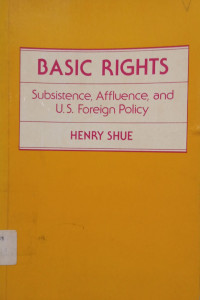 BASIC RIGHTS
Subsistence, Affluence, and
U.S. Foreign Policy
HENRY SHUE